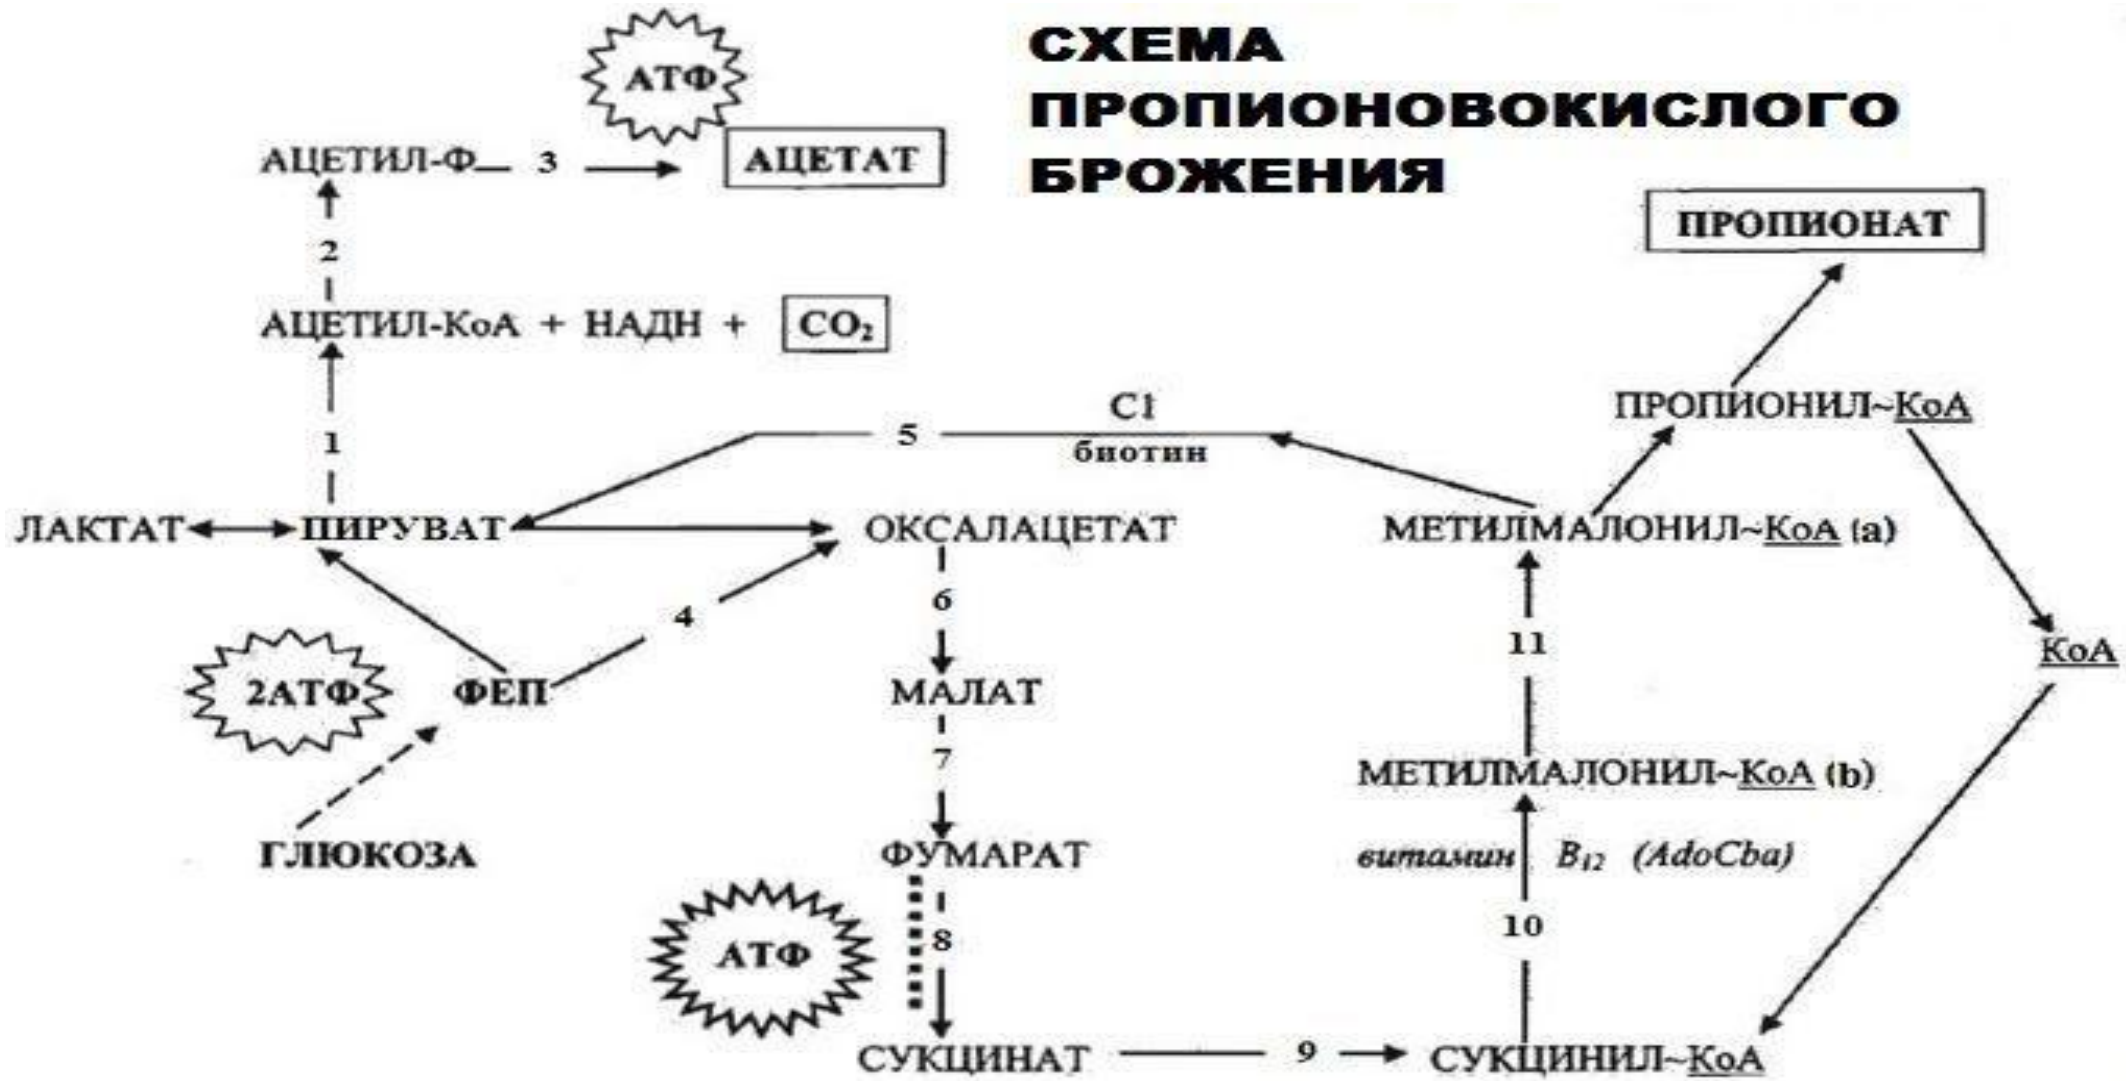 СХЕМА
ПРОПИОНОВОКИСЛОГО
БРОЖЕНИЯ
АТФ
АЦЕТИЛ-Ф 3 АЦЕТАТ
ПРОПИОНАТ
2
АЦЕТИЛ-КоА + НАДН + CO₂
1
С1
5
биотин
ПРОПИОНИЛ~КоА
ЛАКТАТ ПИРУВАТ ОКСАЛАЦЕТАТ МЕТИЛМАЛОНИЛ~КоА (a)
4
6
11
КоА
2АТФ ФЕП МАЛАТ
7
МЕТИЛМАЛОНИЛ~КоА (b)
ГЛЮКОЗА ФУМАРАТ витамин B₁₂ (AdoCba)
АТФ 8 10
СУКЦИНАТ 9 СУКЦИНИЛ~КоА